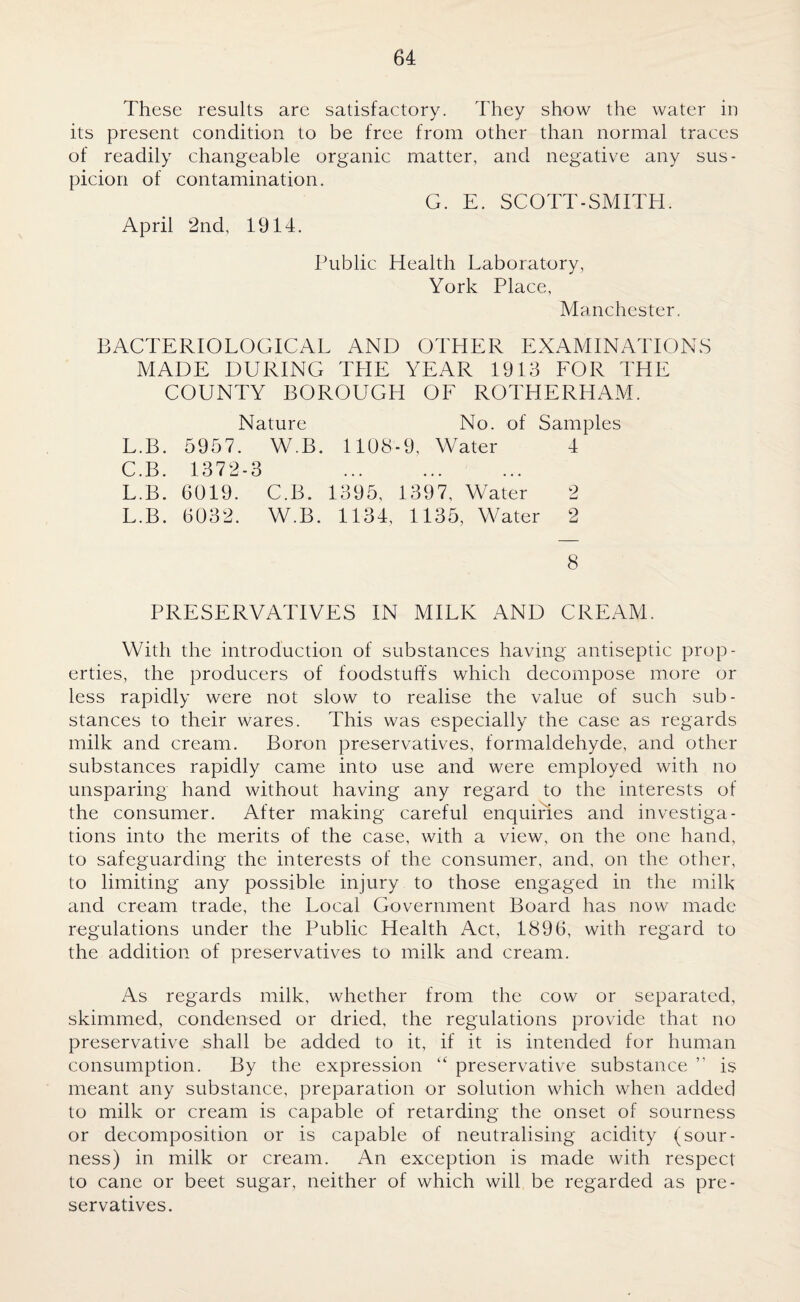 64
These results are satisfactory. They show the water in
its present condition to be free from other than normal traces
of readily changeable organic matter, and negative any sus-
picion of contamination.
G. E. SCOTT-SMITH.
April 2nd, 1914.
Public Health Laboratory,
York Place,
Manchester.
BACTERIOLOGICAL AND OTHER EXAMINATIONS
MADE DURING THE YEAR 1913 FOR THE
COUNTY BOROUGH OF ROTHERHAM.
Nature No. of Samples
L.B. 5957. W.B. 1108-9, Water 4
C.B. 1372-3 ... ... ...
L.B. 6019. C.B. 1395, 1397, Water 2
L.B. 6032. W.B. 1134, 1135, Water 2
8
PRESERVATIVES IN MILK AND CREAM.
With the introduction of substances having antiseptic prop-
erties, the producers of foodstuffs which decompose more or
less rapidly were not slow to realise the value of such sub-
stances to their wares. This was especially the case as regards
milk and cream. Boron preservatives, formaldehyde, and other
substances rapidly came into use and were employed with no
unsparing hand without having any regard to the interests of
the consumer. After making careful enquiries and investiga-
tions into the merits of the case, with a view, on the one hand,
to safeguarding the interests of the consumer, and, on the other,
to limiting any possible injury to those engaged in the milk
and cream trade, the Local Government Board has now made
regulations under the Public Health Act, 1896, with regard to
the addition of preservatives to milk and cream.
As regards milk, whether from the cow or separated,
skimmed, condensed or dried, the regulations provide that no
preservative shall be added to it, if it is intended for human
consumption. By the expression “ preservative substance ” is
meant any substance, preparation or solution which when added
to milk or cream is capable of retarding the onset of sourness
or decomposition or is capable of neutralising acidity (sour-
ness) in milk or cream. An exception is made with respect
to cane or beet sugar, neither of which will be regarded as pre-
servatives.